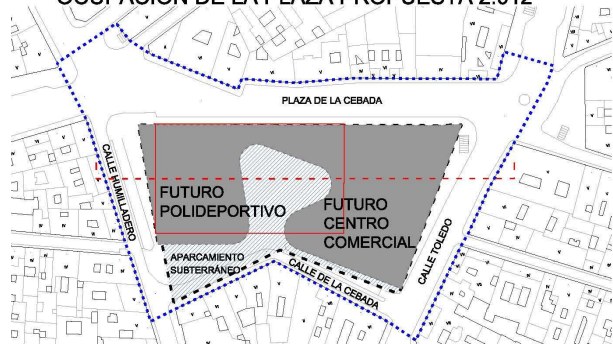 OCUPACIÓN DE LA PLAZA PROPUESTA 2.012
PLAZA DE LA CEBADA
CALLE HUMILLADERO
FUTURO
POLIDEPORTIVO
FUTURO
CENTRO
COMERCIAL
CALLE TOLEDO
APARCAMIENTO
SUBTERRÁNEO
CALLE DE LA CEBADA